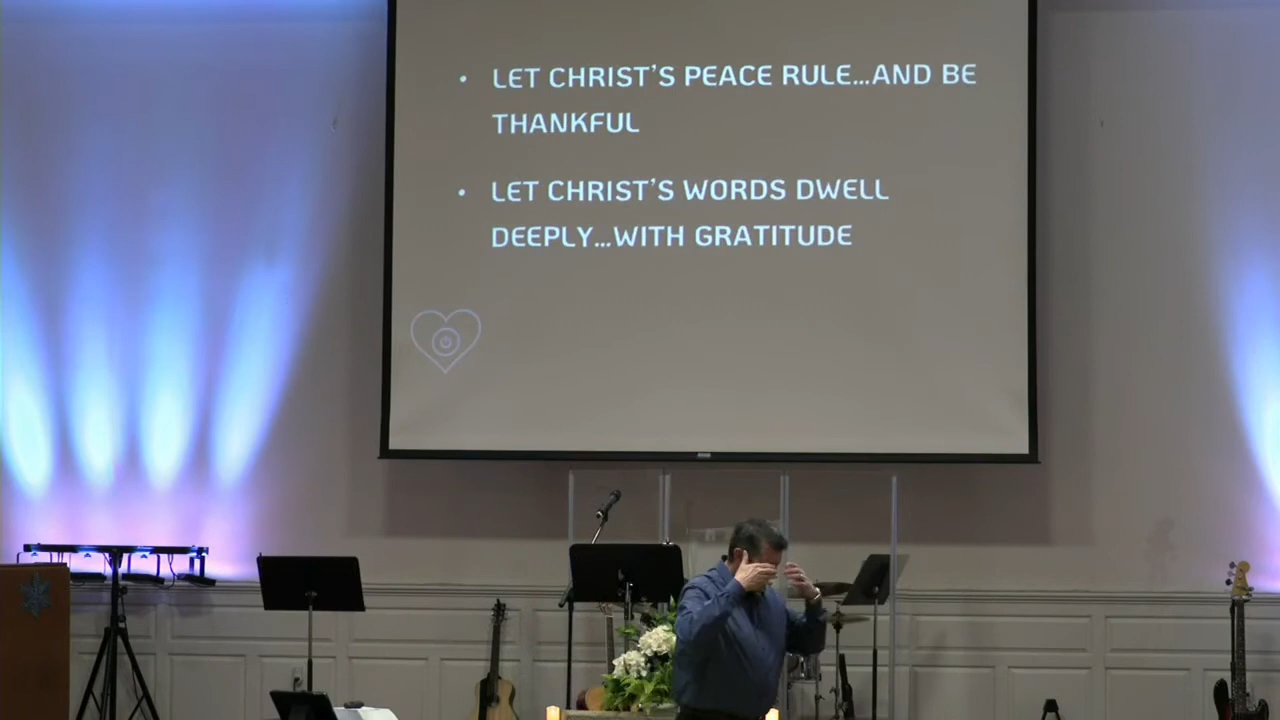 • LET CHRIST'S PEACE RULE...AND BE
THANKFUL
• LET CHRIST'S WORDS DWELL
DEEPLY...WITH GRATITUDE